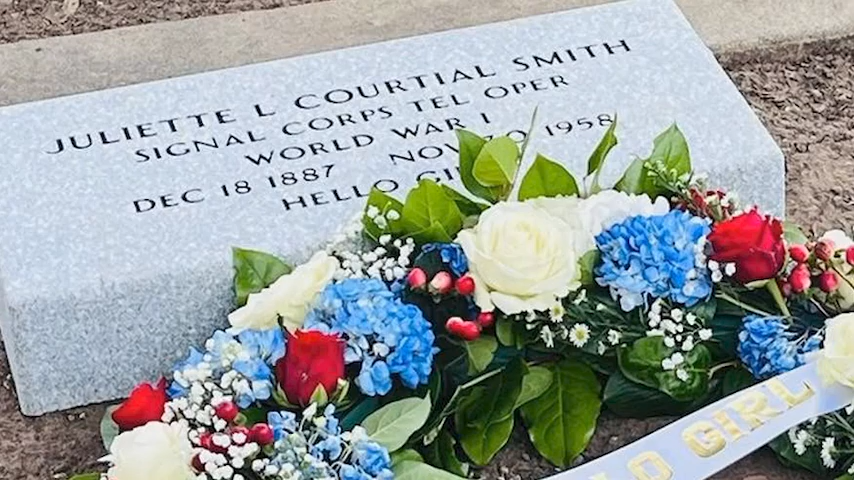 JULIETTE L COURTIAL SMITH
SIGNAL CORPS TEL OPER
WORLD WAR I
DEC 18 1887 NOV 1958
HELLO
GIRL